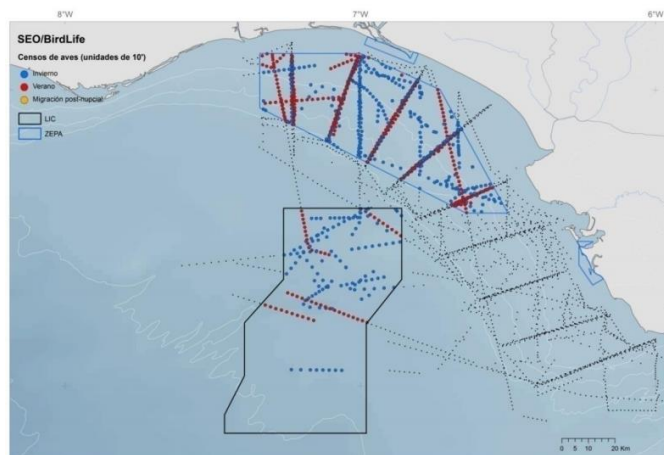 8°W
7°W
6°W
SEO/BirdLife
Censos de aves (unidades de 10')
Invierno
Verano
Migración post-nupcial
LIC
ZEPA
0 5 10 20 Km